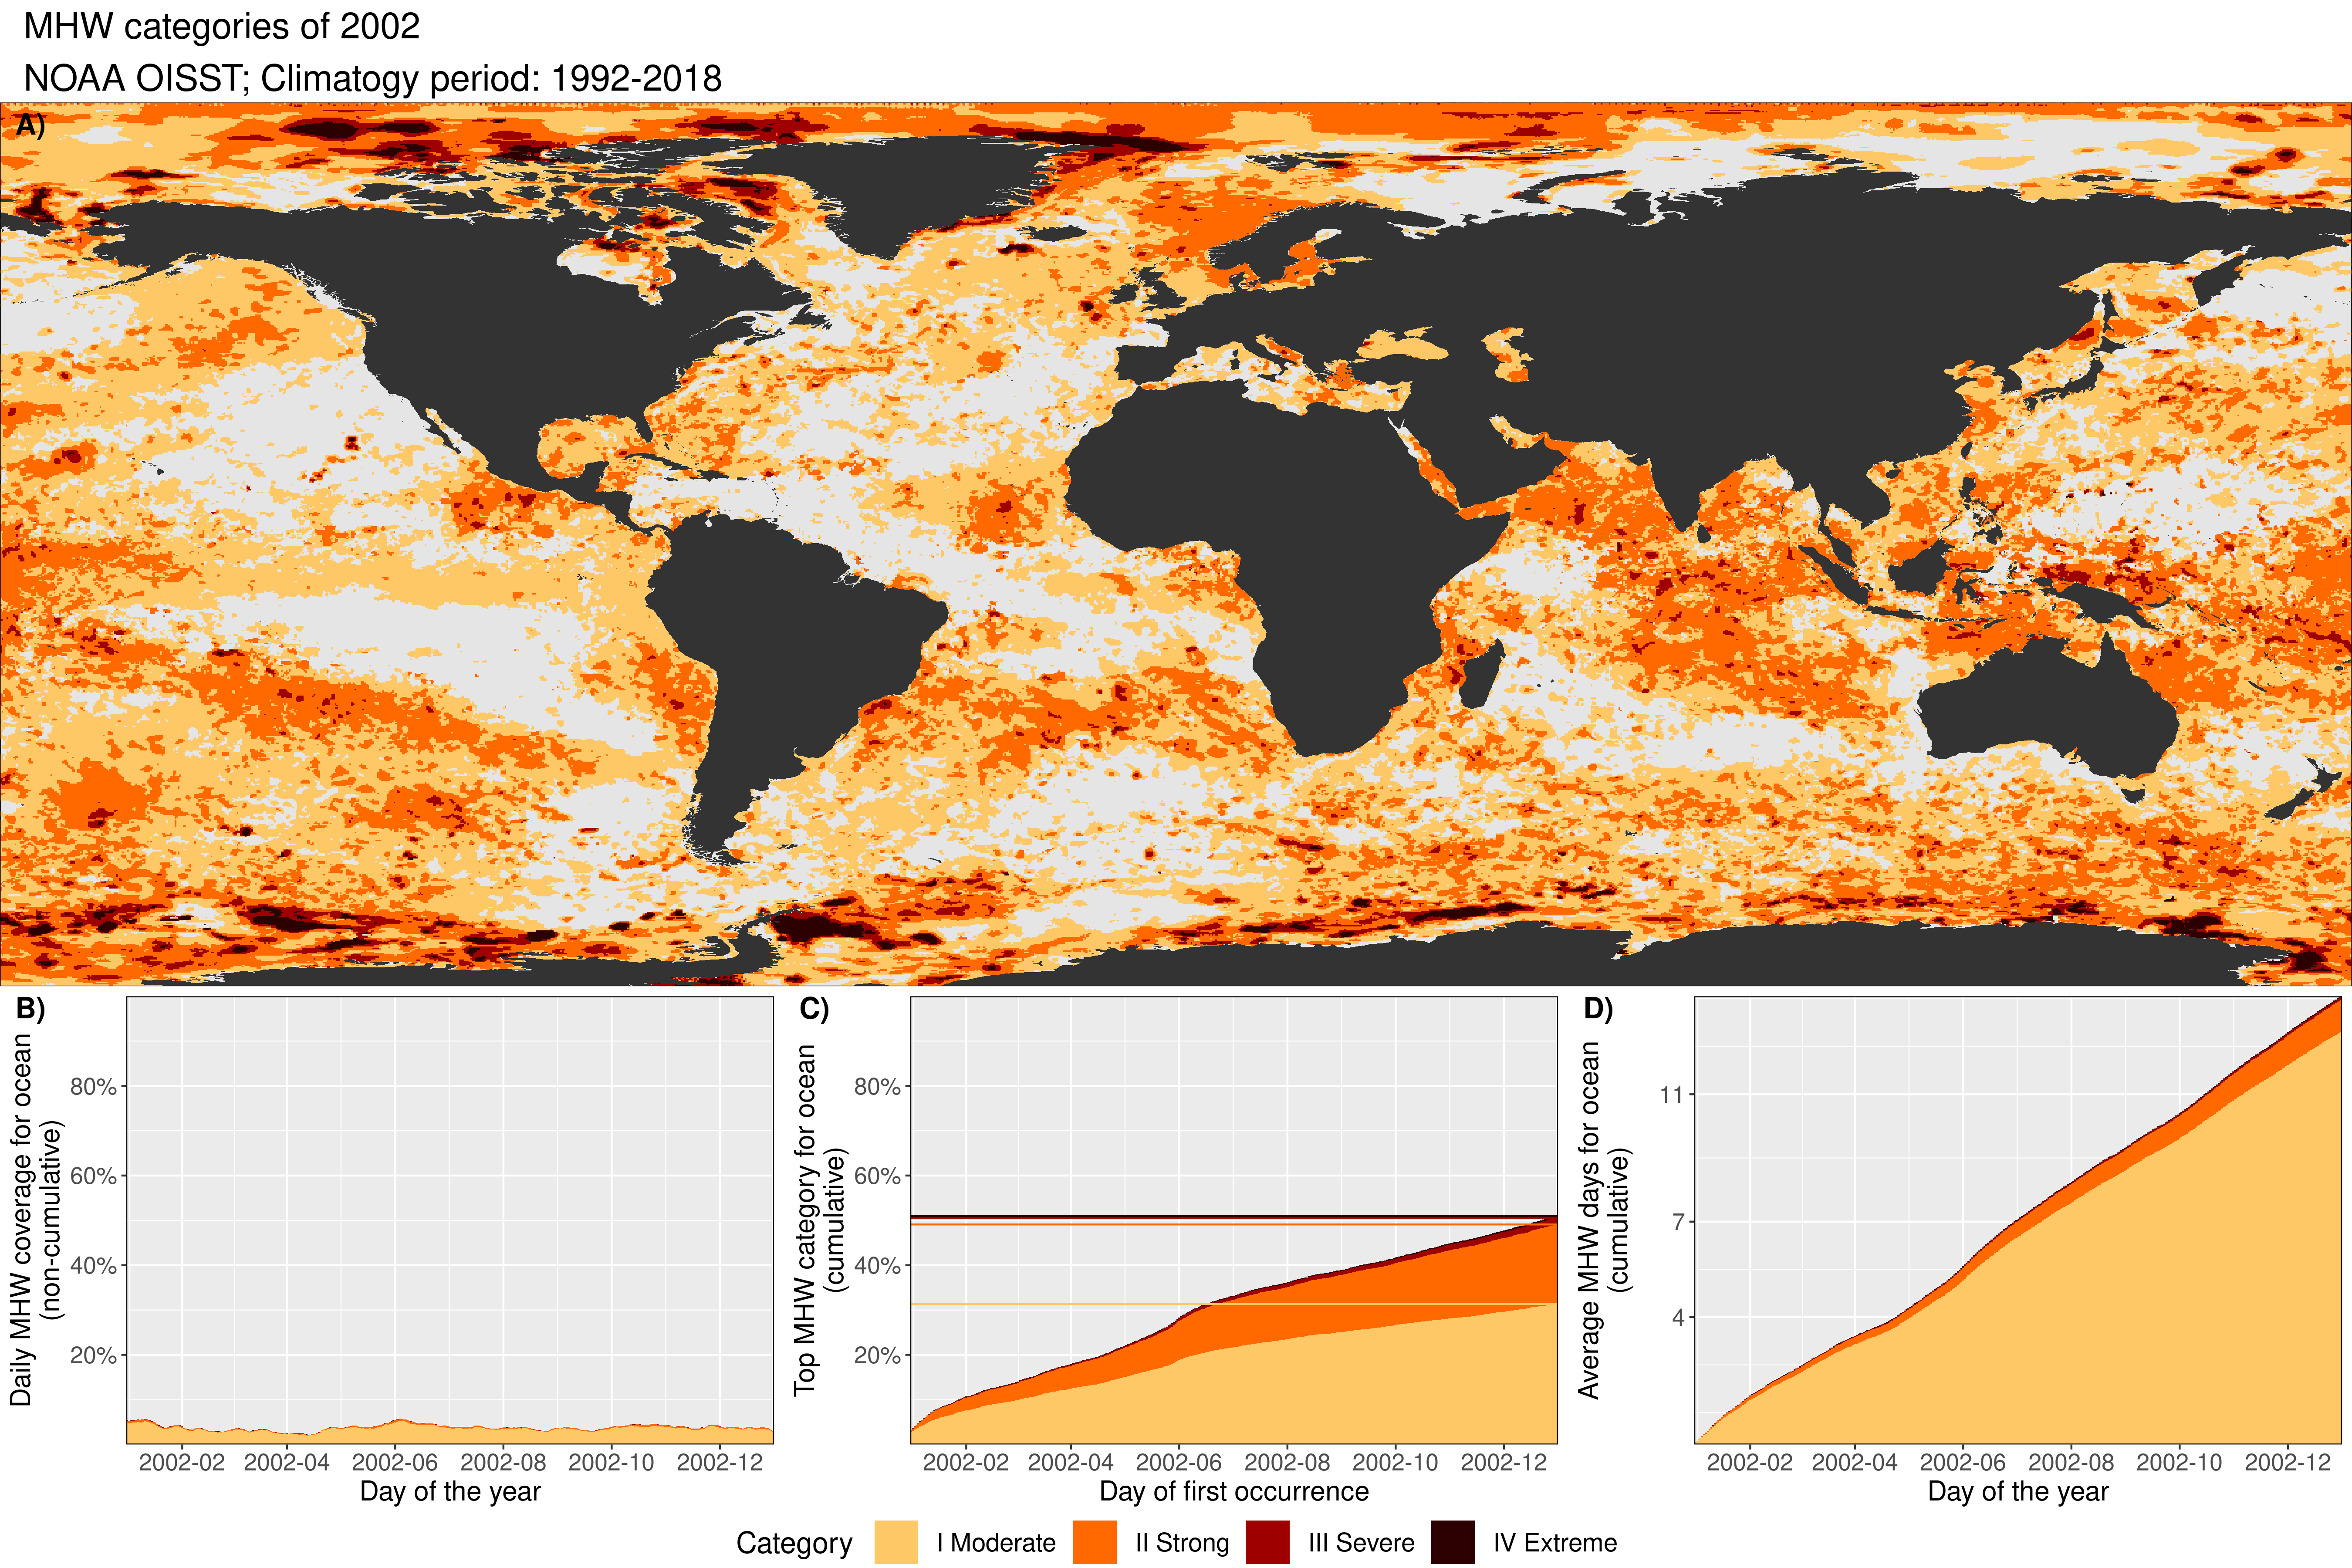 MHW categories of 2002
NOAA OISST; Climatogy period: 1992-2018
A)
B)
Daily MHW coverage for ocean
(non-cumulative)
80%
60%
40%
20%
2002-02 2002-04 2002-06 2002-08 2002-10 2002-12
Day of the year
C)
Top MHW category for ocean
(cumulative)
80%
60%
40%
20%
2002-02 2002-04 2002-06 2002-08 2002-10 2002-12
Day of first occurrence
D)
Average MHW days for ocean
(cumulative)
11
7
4
2002-02 2002-04 2002-06 2002-08 2002-10 2002-12
Day of the year
Category I Moderate II Strong III Severe IV Extreme